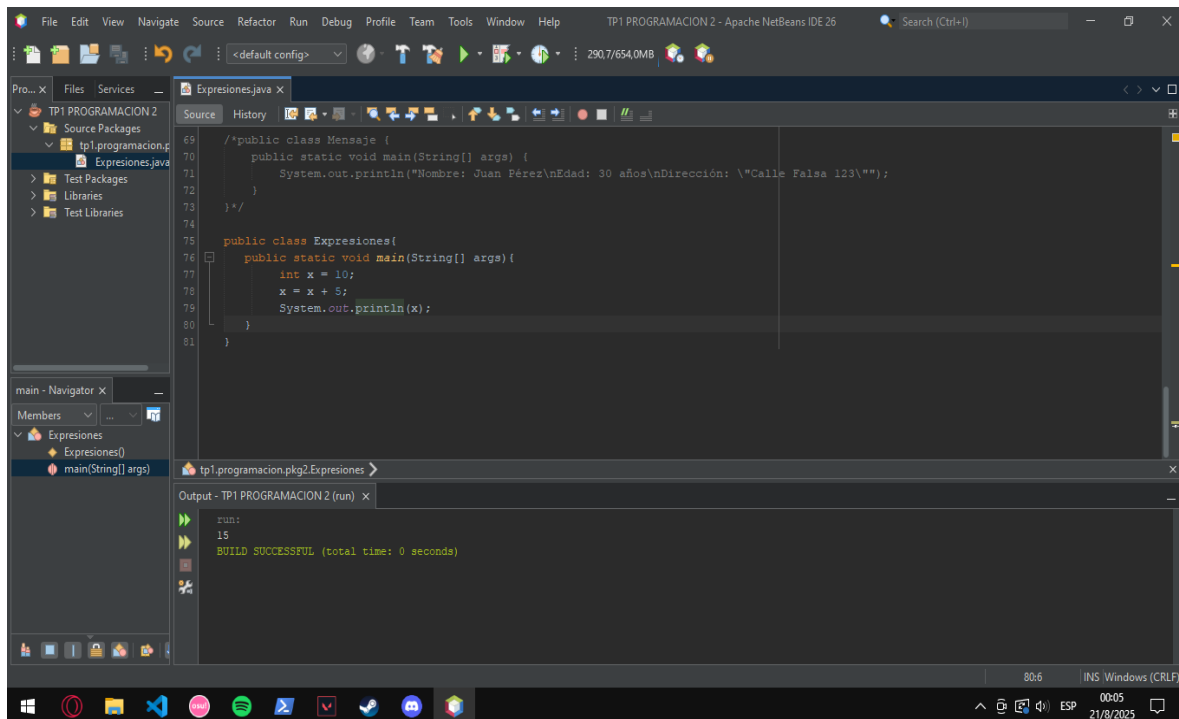 File Edit View Navigate Source Refactor Run Debug Profile Team Tools Window Help TP1 PROGRAMACION 2 - Apache NetBeans IDE 26 Search (Ctrl+I)
<default config> 290,7/654,0MB
Pro... X Files Services
Expresiones.java X
TP1 PROGRAMACION 2
Source Packages
tp1.programacion.p
Expresiones.java
Test Packages
Libraries
Test Libraries
Source History
69 /*public class Mensaje {
70 public static void main(String[] args) {
71 System.out.println("Nombre: Juan Pérez\nEdad: 30 años\nDirección: \"Calle Falsa 123\"");
72 }
73 }*/
74
75 public class Expresiones{
76 public static void main(String[] args){
77 int x = 10;
78 x = x + 5;
79 System.out.println(x);
80 }
81 }
main - Navigator X
Members ...
Expresiones
Expresiones()
main(String[] args)
tp1.programacion.pkg2.Expresiones
Output - TP1 PROGRAMACION 2 (run) X
run:
15
BUILD SUCCESSFUL (total time: 0 seconds)
80:6 INS Windows (CRLF)
osu!
ESP
00:05
21/8/2025